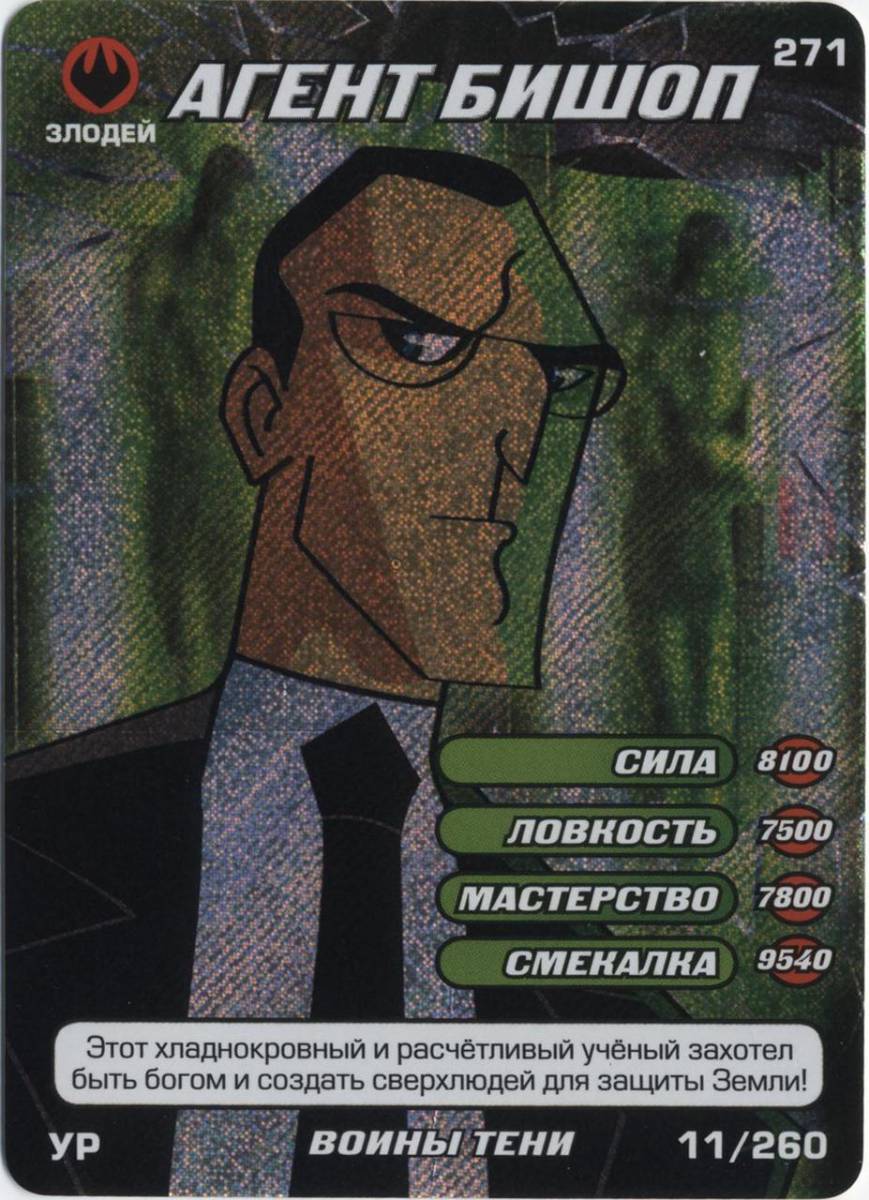 271
АГЕНТ БИШОП
ЗЛОДЕЙ
СИЛА 8100
ЛОВКОСТЬ 7500
МАСТЕРСТВО 7800
СМЕКАЛКА 9540
Этот хладнокровный и расчётливый учёный захотел
быть богом и создать сверхлюдей для защиты Земли!
УР ВОИНЫ ТЕНИ 11/260